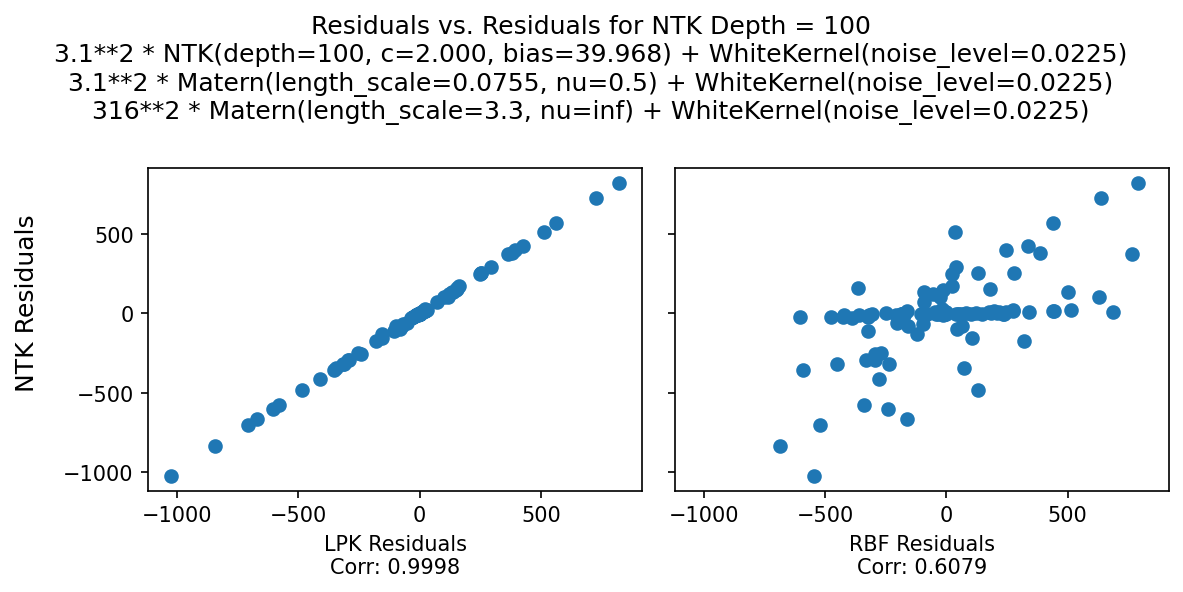 Residuals vs. Residuals for NTK Depth = 100
3.1**2 * NTK(depth=100, c=2.000, bias=39.968) + WhiteKernel(noise_level=0.0225)
3.1**2 * Matern(length_scale=0.0755, nu=0.5) + WhiteKernel(noise_level=0.0225)
316**2 * Matern(length_scale=3.3, nu=inf) + WhiteKernel(noise_level=0.0225)
NTK Residuals
500
0
−500
−1000
−1000 −500 0 500
LPK Residuals
Corr: 0.9998
−1000 −500 0 500
RBF Residuals
Corr: 0.6079